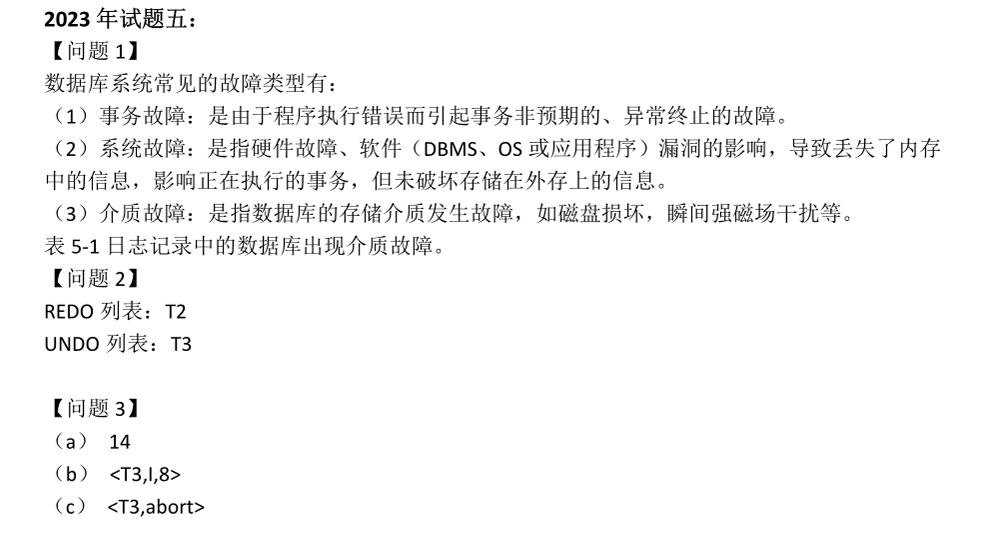 2023 年试题五：
【问题 1】
数据库系统常见的故障类型有：
（1）事务故障：是由于程序执行错误而引起事务非预期的、异常终止的故障。
（2）系统故障：是指硬件故障、软件（DBMS、OS 或应用程序）漏洞的影响，导致丢失了内存
中的信息，影响正在执行的事务，但未破坏存储在外存上的信息。
（3）介质故障：是指数据库的存储介质发生故障，如磁盘损坏，瞬间强磁场干扰等。
表 5-1 日志记录中的数据库出现介质故障。
【问题 2】
REDO 列表：T2
UNDO 列表：T3
【问题 3】
（a） 14
（b） <T3,I,8>
（c） <T3,abort>